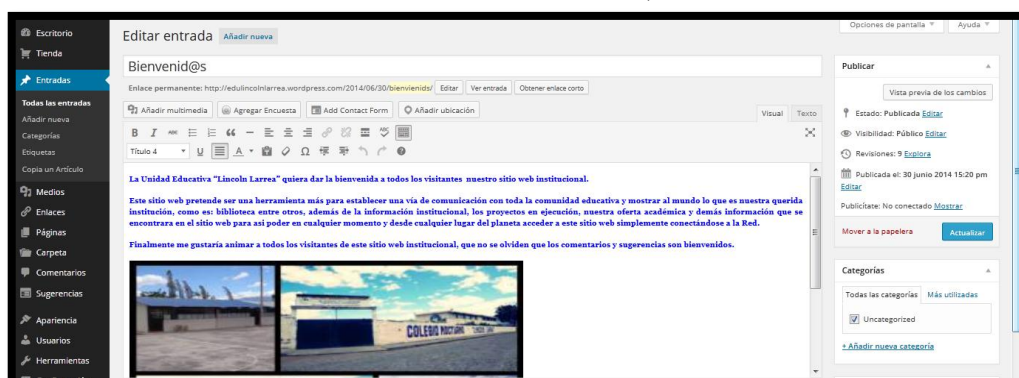 Opciones de pantalla
Ayuda
Escritorio
Tienda
Entradas
Todas las entradas
Añadir nueva
Categorías
Etiquetas
Copia un Artículo
Medios
Enlaces
Páginas
Carpeta
Comentarios
Sugerencias
Apariencia
Usuarios
Herramientas
Editar entrada Añadir nueva
Bienvenid@s
Enlace permanente: http://edulincolnlarrea.wordpress.com/2014/06/30/bienvenids/ Editar Ver entrada Obtener enlace corto
Añadir multimedia Agregar Encuesta Add Contact Form Añadir ubicación
Visual Texto
Título 4
La Unidad Educativa "Lincoln Larrea" quiera dar la bienvenida a todos los visitantes nuestro sitio web institucional.
Este sitio web pretende ser una herramienta más para establecer una vía de comunicación con toda la comunidad educativa y mostrar al mundo lo que es nuestra querida
institución, como es: biblioteca entre otros, además de la información institucional, los proyectos en ejecución, nuestra oferta académica y demás información que se
encontrara en el sitio web para así poder en cualquier momento y desde cualquier lugar del planeta acceder a este sitio web simplemente conectándose a la Red.
Finalmente me gustaría animar a todos los visitantes de este sitio web institucional, que no se olviden que los comentarios y sugerencias son bienvenidos.
COLEGIO NOCTURNO
Publicar
Vista previa de los cambios
Estado: Publicada Editar
Visibilidad: Público Editar
Revisiones: 9 Explora
Publicada el: 30 junio 2014 15:20 pm
Editar
Publicítate: No conectado Mostrar
Mover a la papelera
Actualizar
Categorías
Todas las categorías Más utilizadas
Uncategorized
+ Añadir nueva categoría